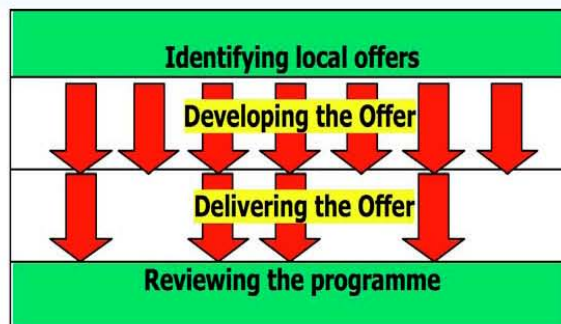 Identifying local offers
Developing the Offer
Delivering the Offer
Reviewing the programme